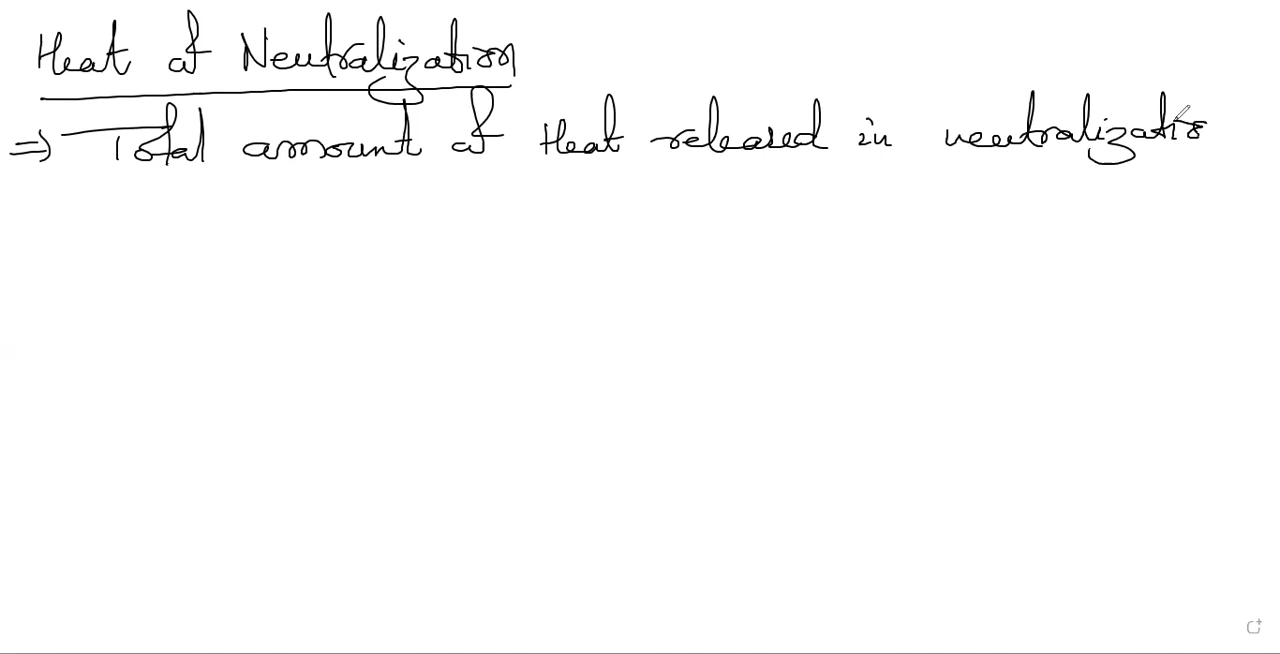 Heat of Neutralization
⇒ Total amount of Heat released in neutralizatio